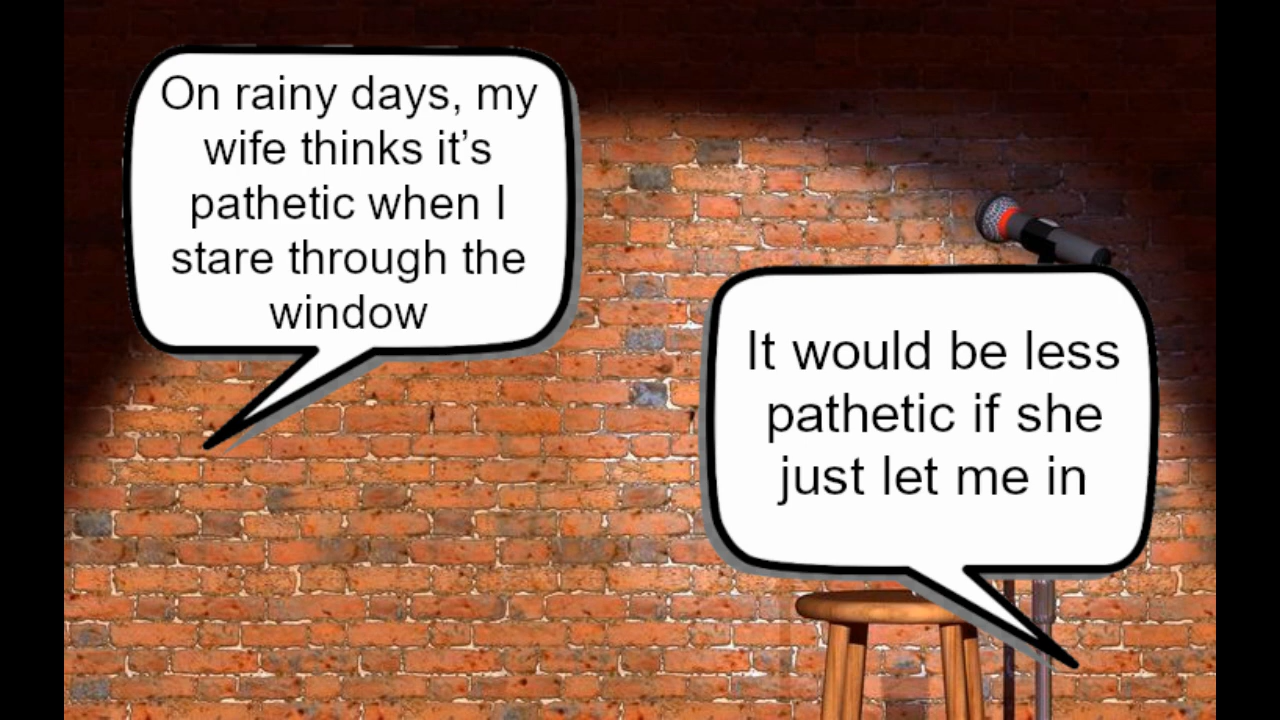 On rainy days, my
wife thinks it’s
pathetic when I
stare through the
window
It would be less
pathetic if she
just let me in